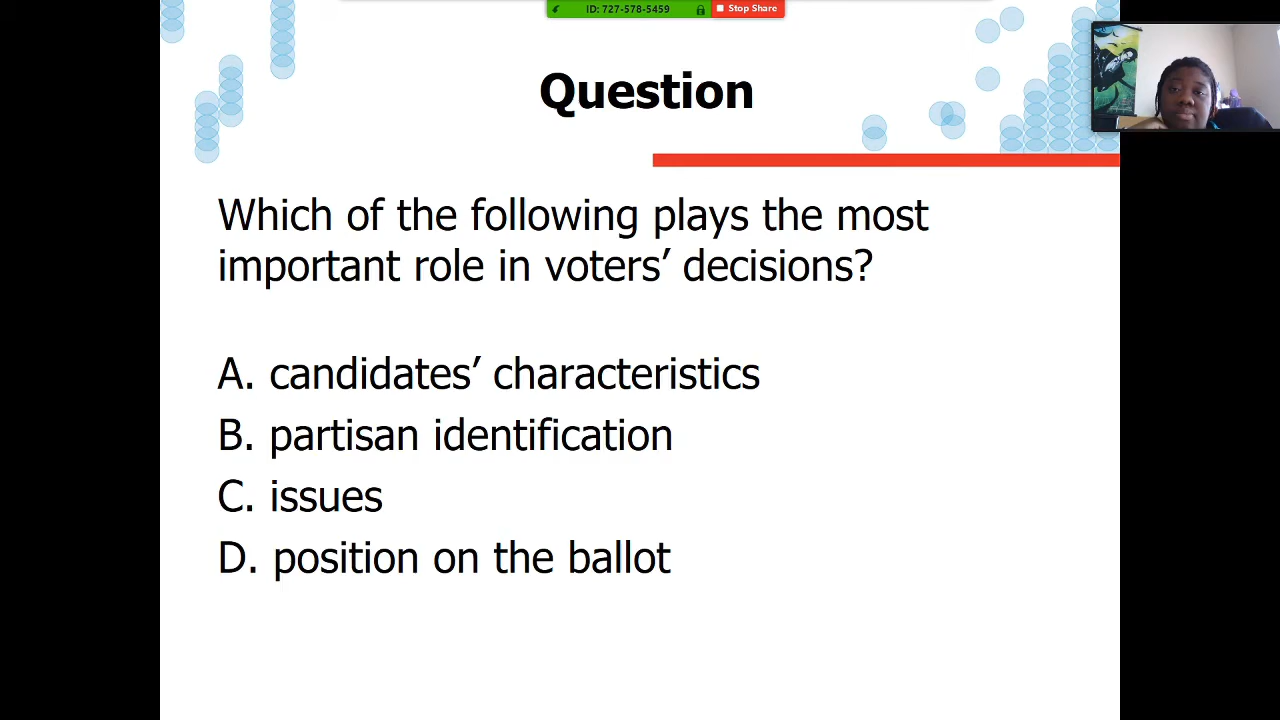 ID: 727-578-5459
Stop Share
Question
Which of the following plays the most
important role in voters’ decisions?
A. candidates’ characteristics
B. partisan identification
C. issues
D. position on the ballot